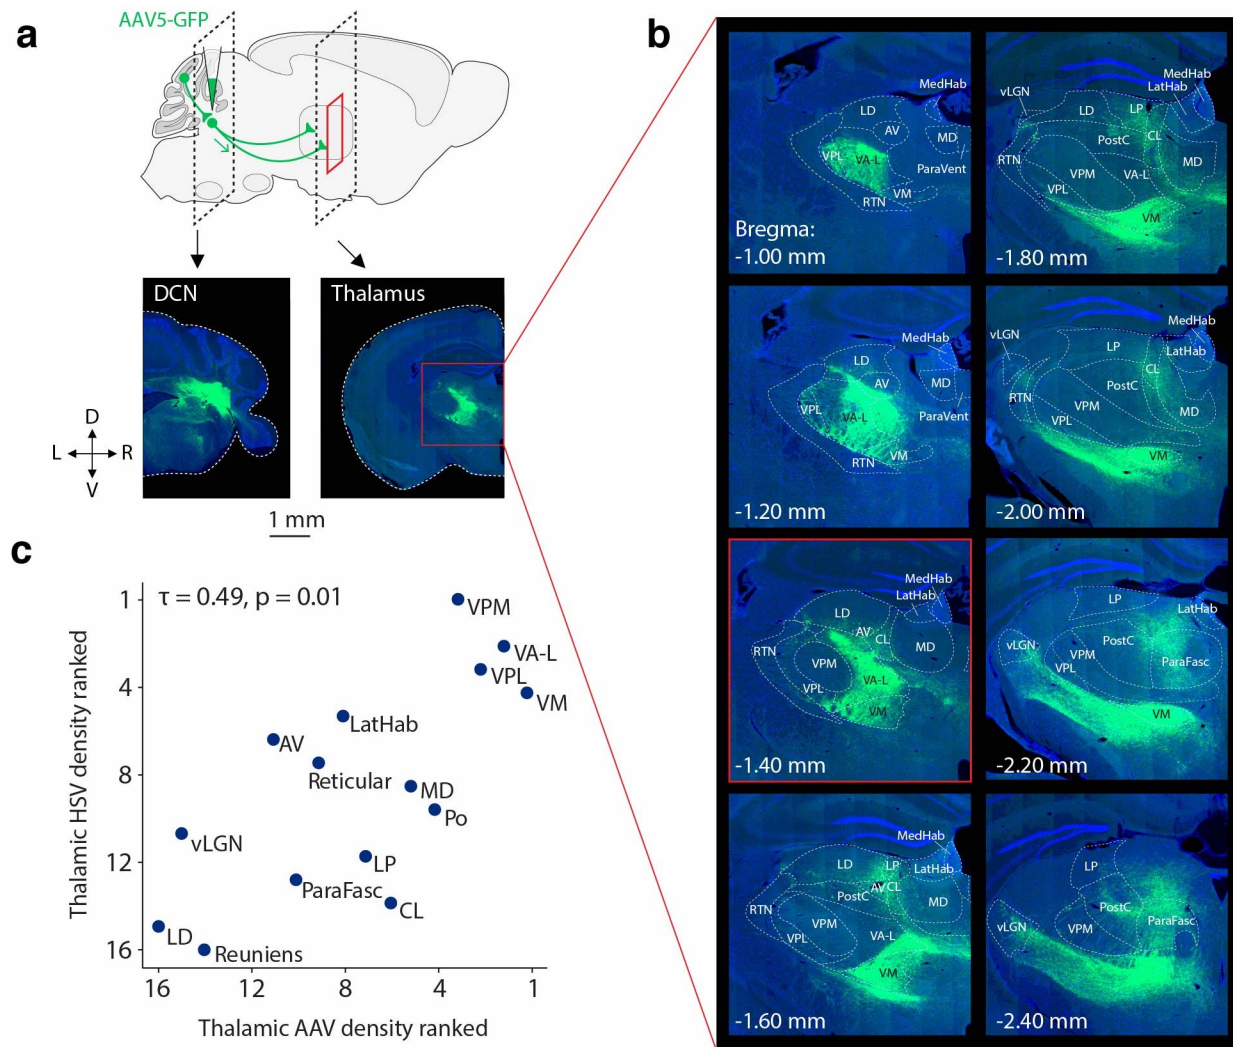 a
AAV5-GFP
DCN
Thalamus
D
L
R
V
1 mm
b
MedHab
LD
AV
MD
VPL
VA-L
ParaVent
VM
RTN
Bregma:
-1.00 mm
MedHab
LatHab
vLGN
LD
LP
PostC
CL
RTN
VPM
MD
VPL
VA-L
VM
-1.80 mm
MedHab
LD
AV
MD
VPL
VA-L
ParaVent
VM
RTN
-1.20 mm
MedHab
vLGN
LP
LatHab
CL
PostC
RTN
VPM
MD
VPL
VM
-2.00 mm
MedHab
LatHab
LD
AV
CL
RTN
MD
VPM
VA-L
VPL
VM
-1.40 mm
LP
LatHab
PostC
vLGN
VPM
ParaFasc
VPL
VM
-2.20 mm
MedHab
LD
LP
LatHab
AV
CL
PostC
MD
RTN
VPM
VPL
VA-L
VM
-1.60 mm
LP
PostC
ParaFasc
vLGN
VPM
-2.40 mm
c
τ = 0.49, p = 0.01
Thalamic HSV density ranked
1
4
8
12
16
VPM
VA-L
VPL
VM
LatHab
AV
Reticular
MD
Po
vLGN
LP
ParaFasc
CL
LD
Reuniens
16
12
8
4
1
Thalamic AAV density ranked